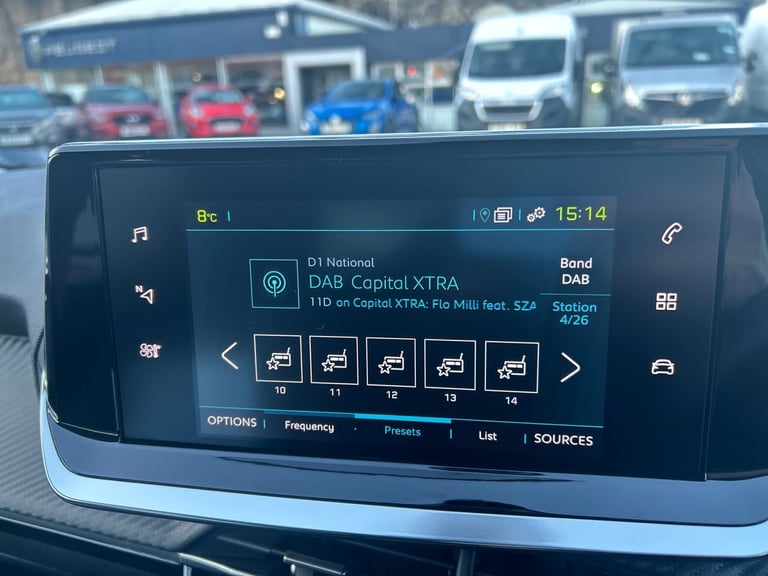 PEUGEOT
8°C
15:14
D1 National
DAB Capital XTRA
11D on Capital XTRA: Flo Milli feat. SZA
Band
DAB
Station
4/26
N
10 11 12 13 14
OPTIONS Frequency Presets List SOURCES